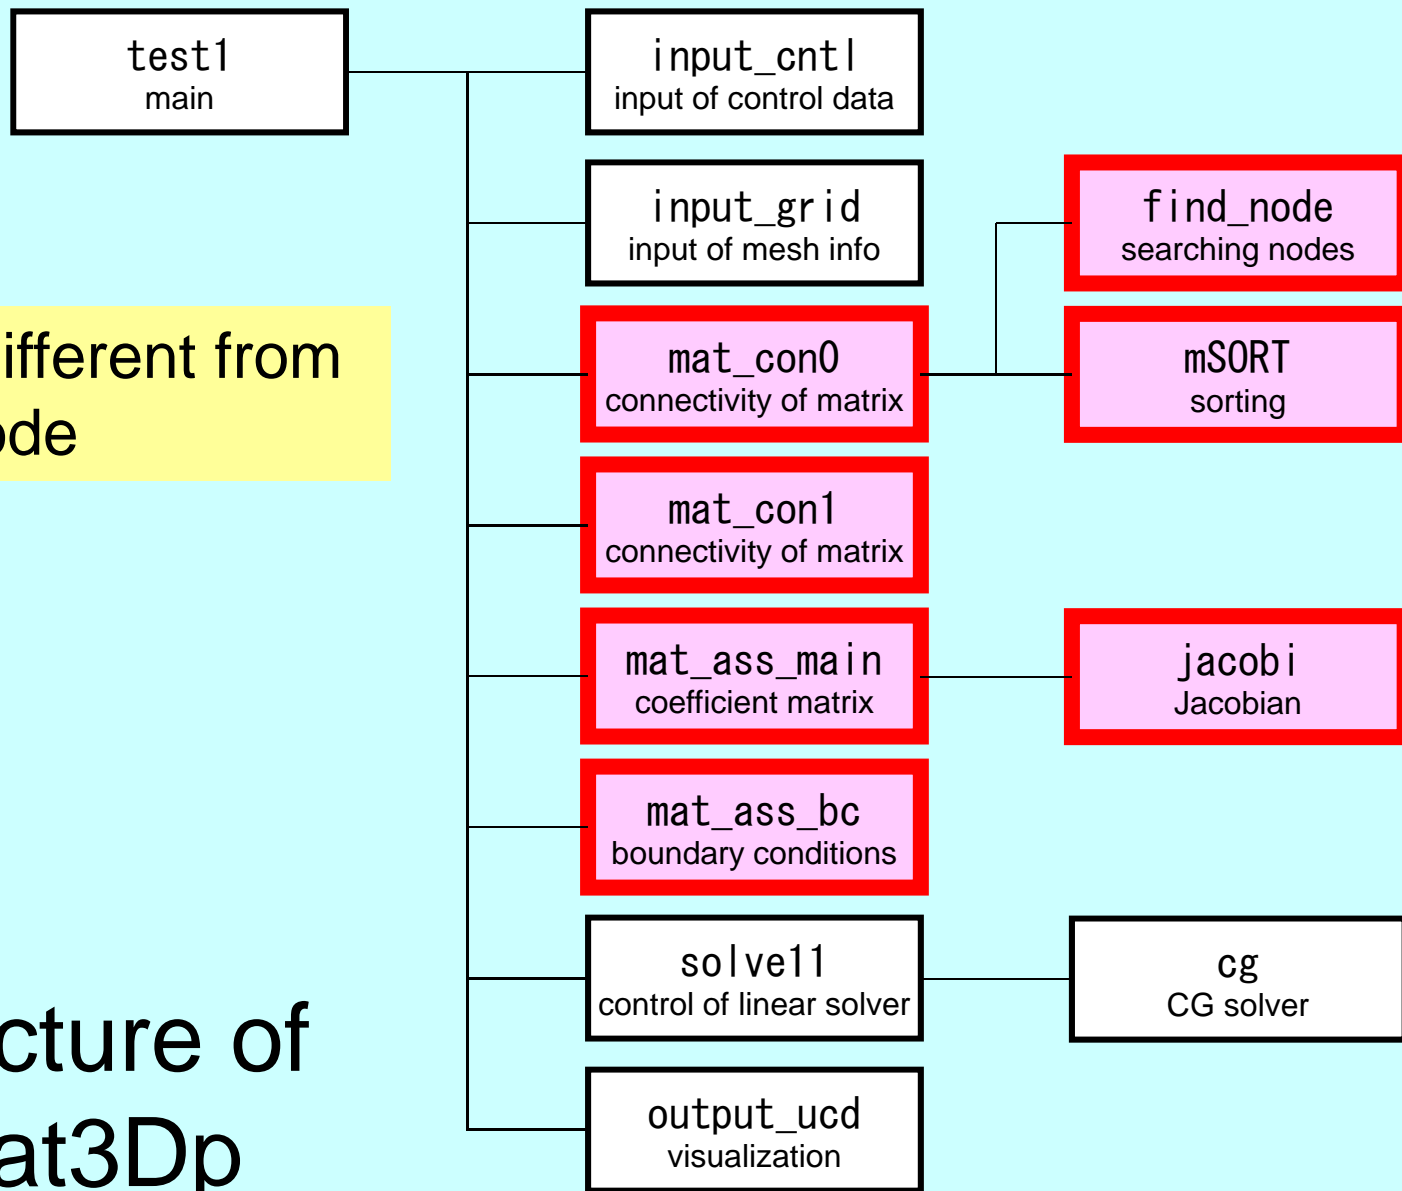 test1
main
input_cntl
input of control data
input_grid
input of mesh info
find_node
searching nodes
ifferent from
ode
mat_con0
connectivity of matrix
mSORT
sorting
mat_con1
connectivity of matrix
mat_ass_main
coefficient matrix
jacobi
Jacobian
mat_ass_bc
boundary conditions
solve11
control of linear solver
cg
CG solver
cture of
at3Dp
output_ucd
visualization